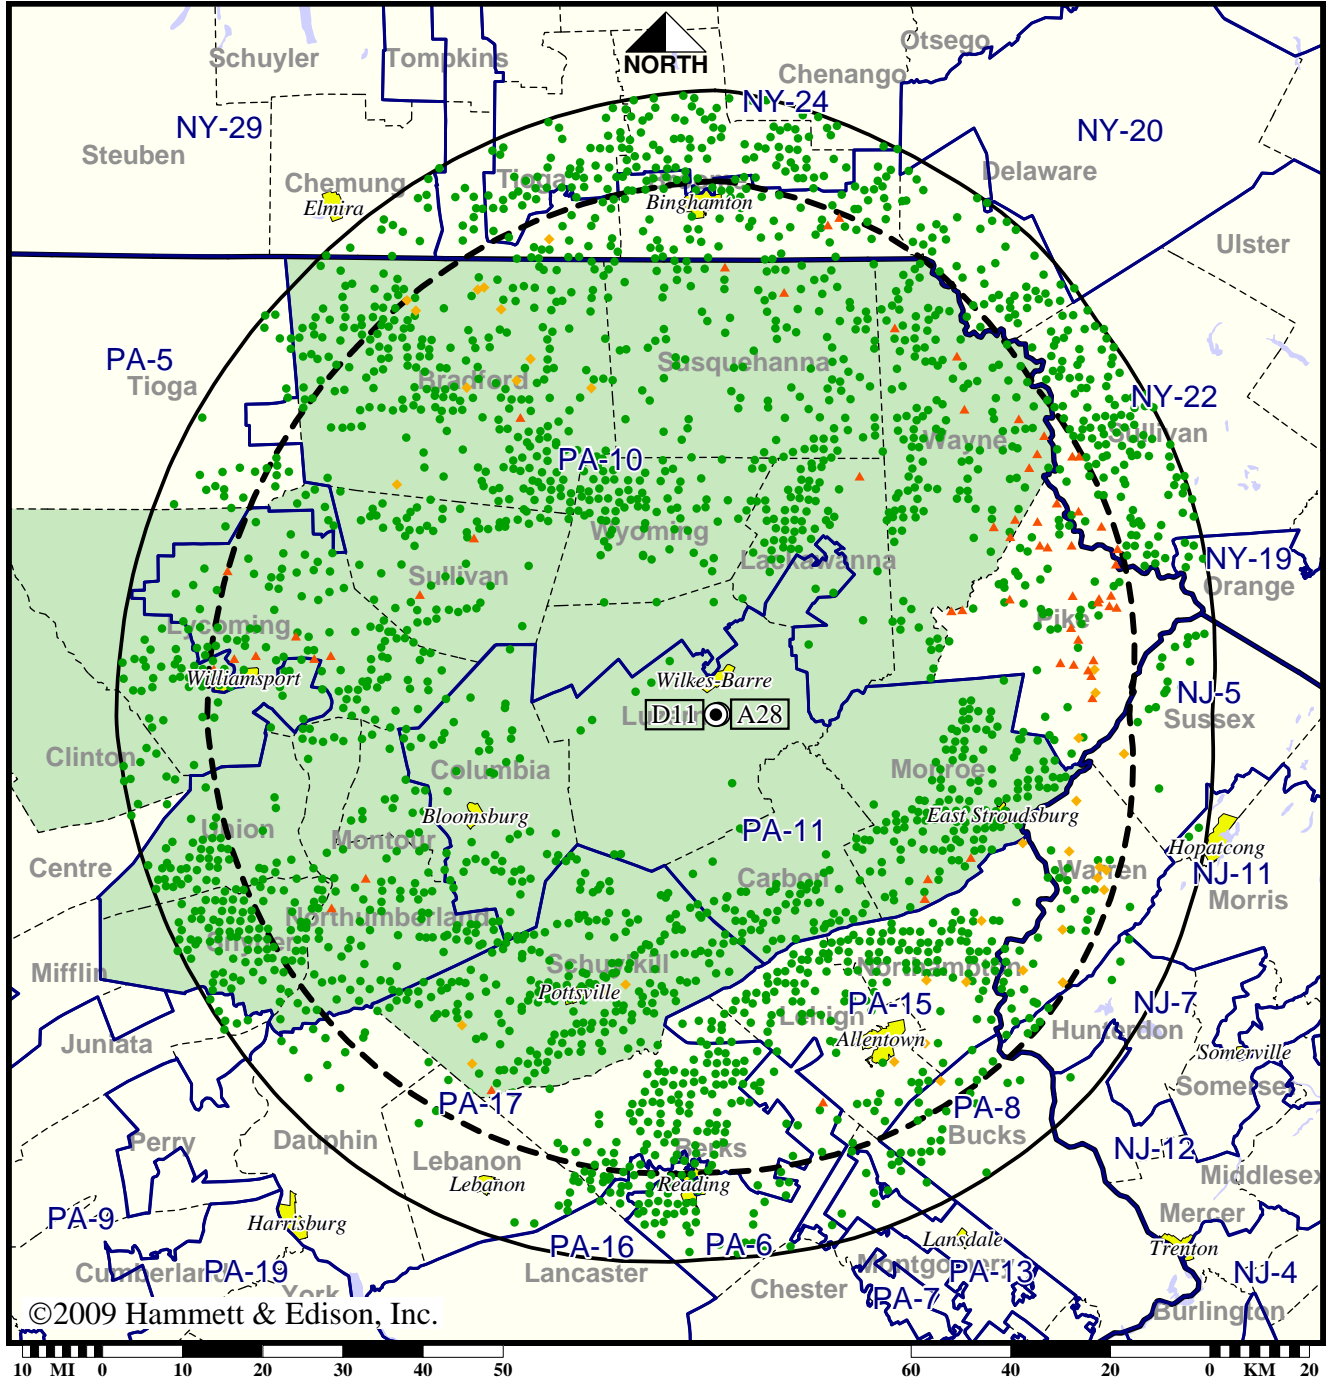 Otsego
Schuyler
Tompkins
NORTH
Chenango
NY-24
NY-29
NY-20
Steuben
Delaware
Chemung
Tioga
Elmira
Binghamton
Ulster
PA-5
Tioga
Susquehanna
Bradford
NY-22
Sullivan
Wayne
PA-10
Wyoming
Lackawanna
NY-19
Sullivan
Orange
Lycoming
Pike
Williamsport
Wilkes-Barre
NJ-5
D11
A28
Sussex
Clinton
Columbia
Monroe
Bloomsburg
East Stroudsburg
Union
Montour
PA-11
Hopatcong
Centre
Carbon
Warren
NJ-11
Morris
Northumberland
Snyder
Mifflin
Schuylkill
Northampton
Pottsville
PA-15
NJ-7
Lehigh
Hunterdon
Juniata
Allentown
Somerville
Somerset
PA-17
PA-8
Perry
Dauphin
Berks
Bucks
NJ-12
Lebanon
Middlesex
Lebanon
Reading
PA-9
Harrisburg
Mercer
Lansdale
PA-16
PA-6
Trenton
Cumberland
PA-19
Lancaster
Montgomery
PA-13
NJ-4
York
Chester
PA-7
Burlington
©2009 Hammett & Edison, Inc.
10 MI 0 10 20 30 40 50 60 40 20 0 KM 20